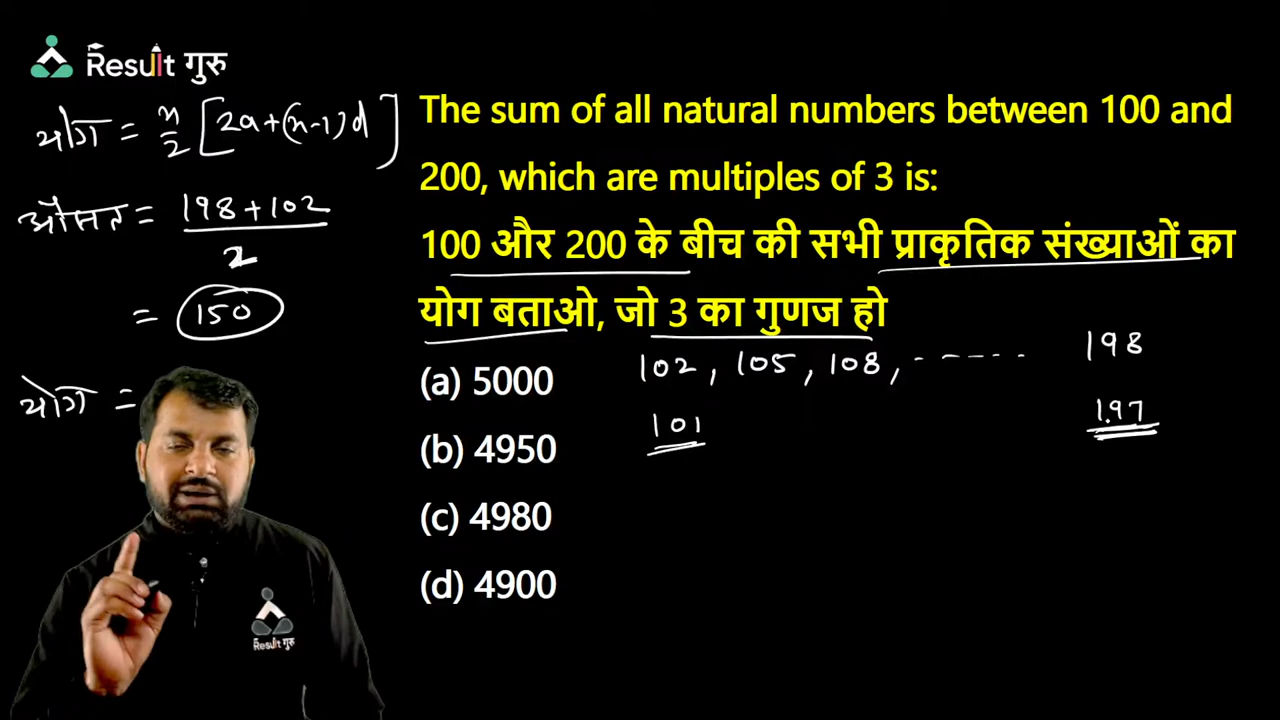 Result गुरु
योग = n/2 [2a+(n-1)d]
औसत = 198+102
2
= 150
योग =
The sum of all natural numbers between 100 and
200, which are multiples of 3 is:
100 और 200 के बीच की सभी प्राकृतिक संख्याओं का
योग बताओ, जो 3 का गुणज हो
102, 105, 108, ------ 198
101 197
(a) 5000
(b) 4950
(c) 4980
(d) 4900
Result गुरु